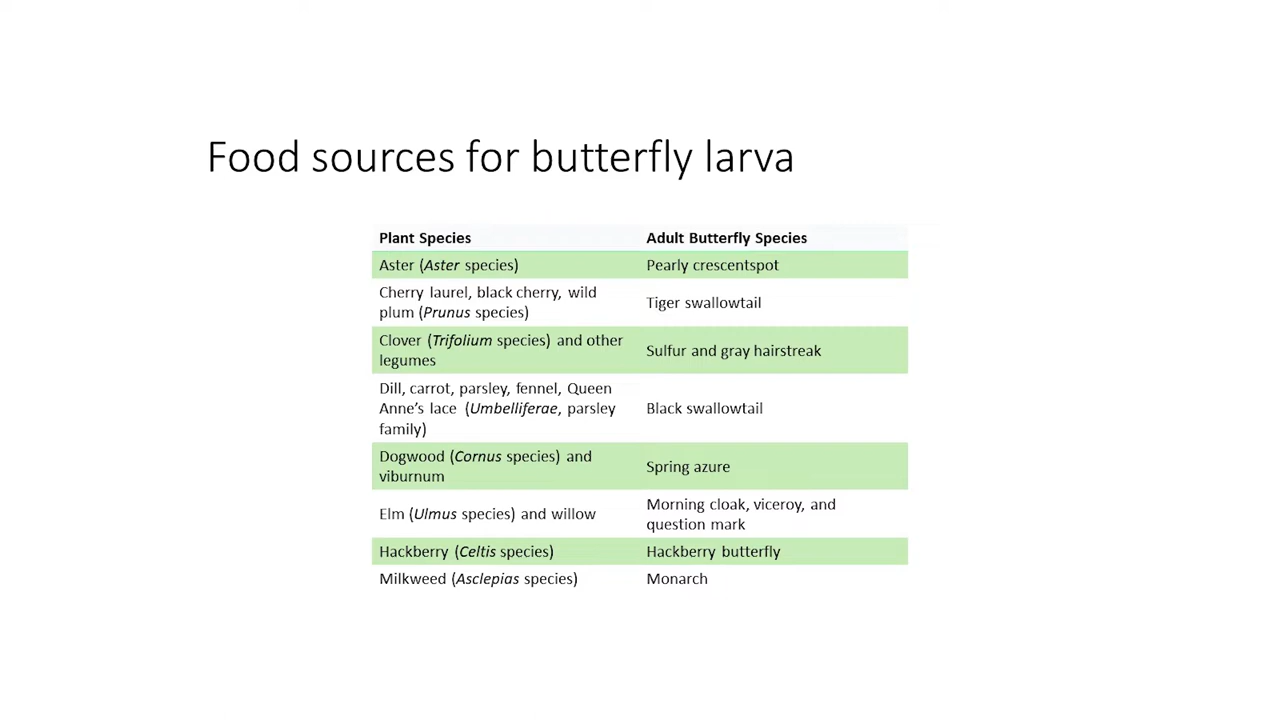 Food sources for butterfly larva
Plant Species
Adult Butterfly Species
Aster (Aster species)
Pearly crescentspot
Cherry laurel, black cherry, wild
plum (Prunus species)
Tiger swallowtail
Clover (Trifolium species) and other
legumes
Sulfur and gray hairstreak
Dill, carrot, parsley, fennel, Queen
Anne's lace (Umbelliferae, parsley
family)
Black swallowtail
Dogwood (Cornus species) and
viburnum
Spring azure
Elm (Ulmus species) and willow
Morning cloak, viceroy, and
question mark
Hackberry (Celtis species)
Hackberry butterfly
Milkweed (Asclepias species)
Monarch